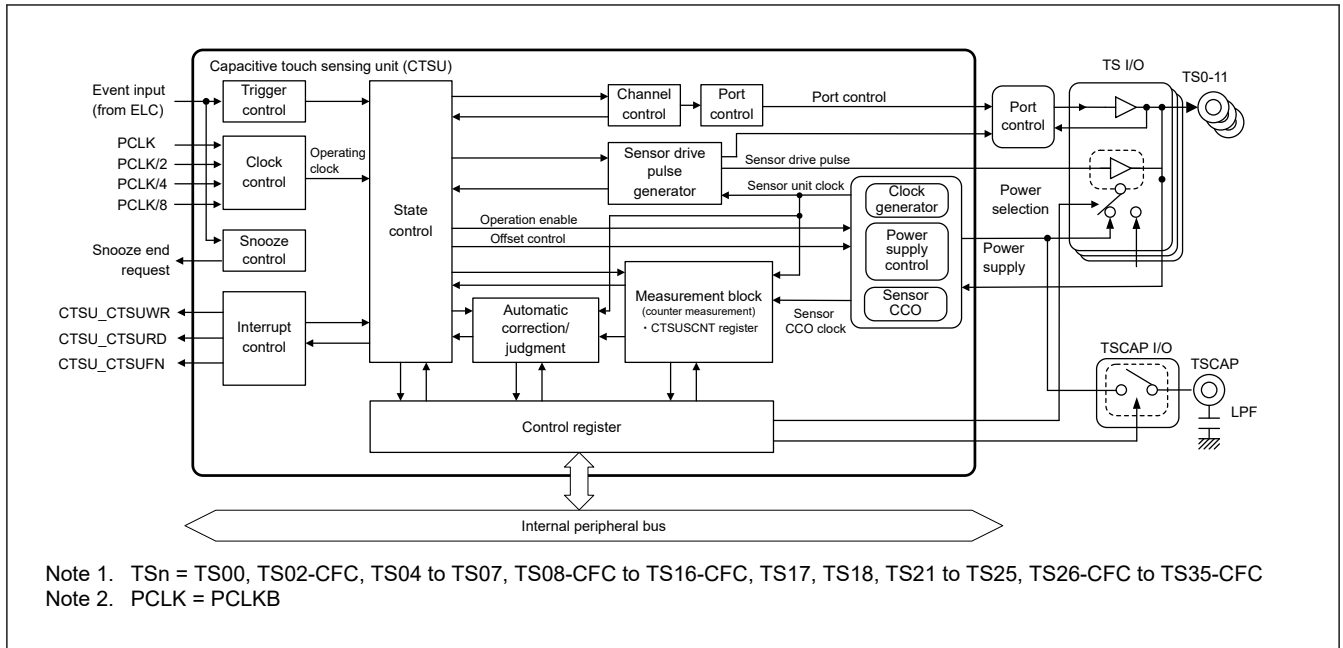 Capacitive touch sensing unit (CTSU)
Event input
(from ELC)
Trigger
control
PCLK
PCLK/2
PCLK/4
PCLK/8
Clock
control
Operating
clock
Snooze end
request
Snooze
control
CTSU_CTSUWR
CTSU_CTSURD
CTSU_CTSUFN
Interrupt
control
State
control
Channel
control
Port
control
Port control
Sensor drive
pulse
generator
Sensor drive pulse
Sensor unit clock
Operation enable
Offset control
Automatic
correction/
judgment
Measurement block
(counter measurement)
・CTSUSCNT register
Sensor
CCO clock
Clock
generator
Power
supply
control
Sensor
CCO
Control register
Internal peripheral bus
Port
control
TS I/O
TS0-11
Power
selection
Power
supply
TSCAP I/O
TSCAP
LPF
Note 1. TSn = TS00, TS02-CFC, TS04 to TS07, TS08-CFC to TS16-CFC, TS17, TS18, TS21 to TS25, TS26-CFC to TS35-CFC
Note 2. PCLK = PCLKB